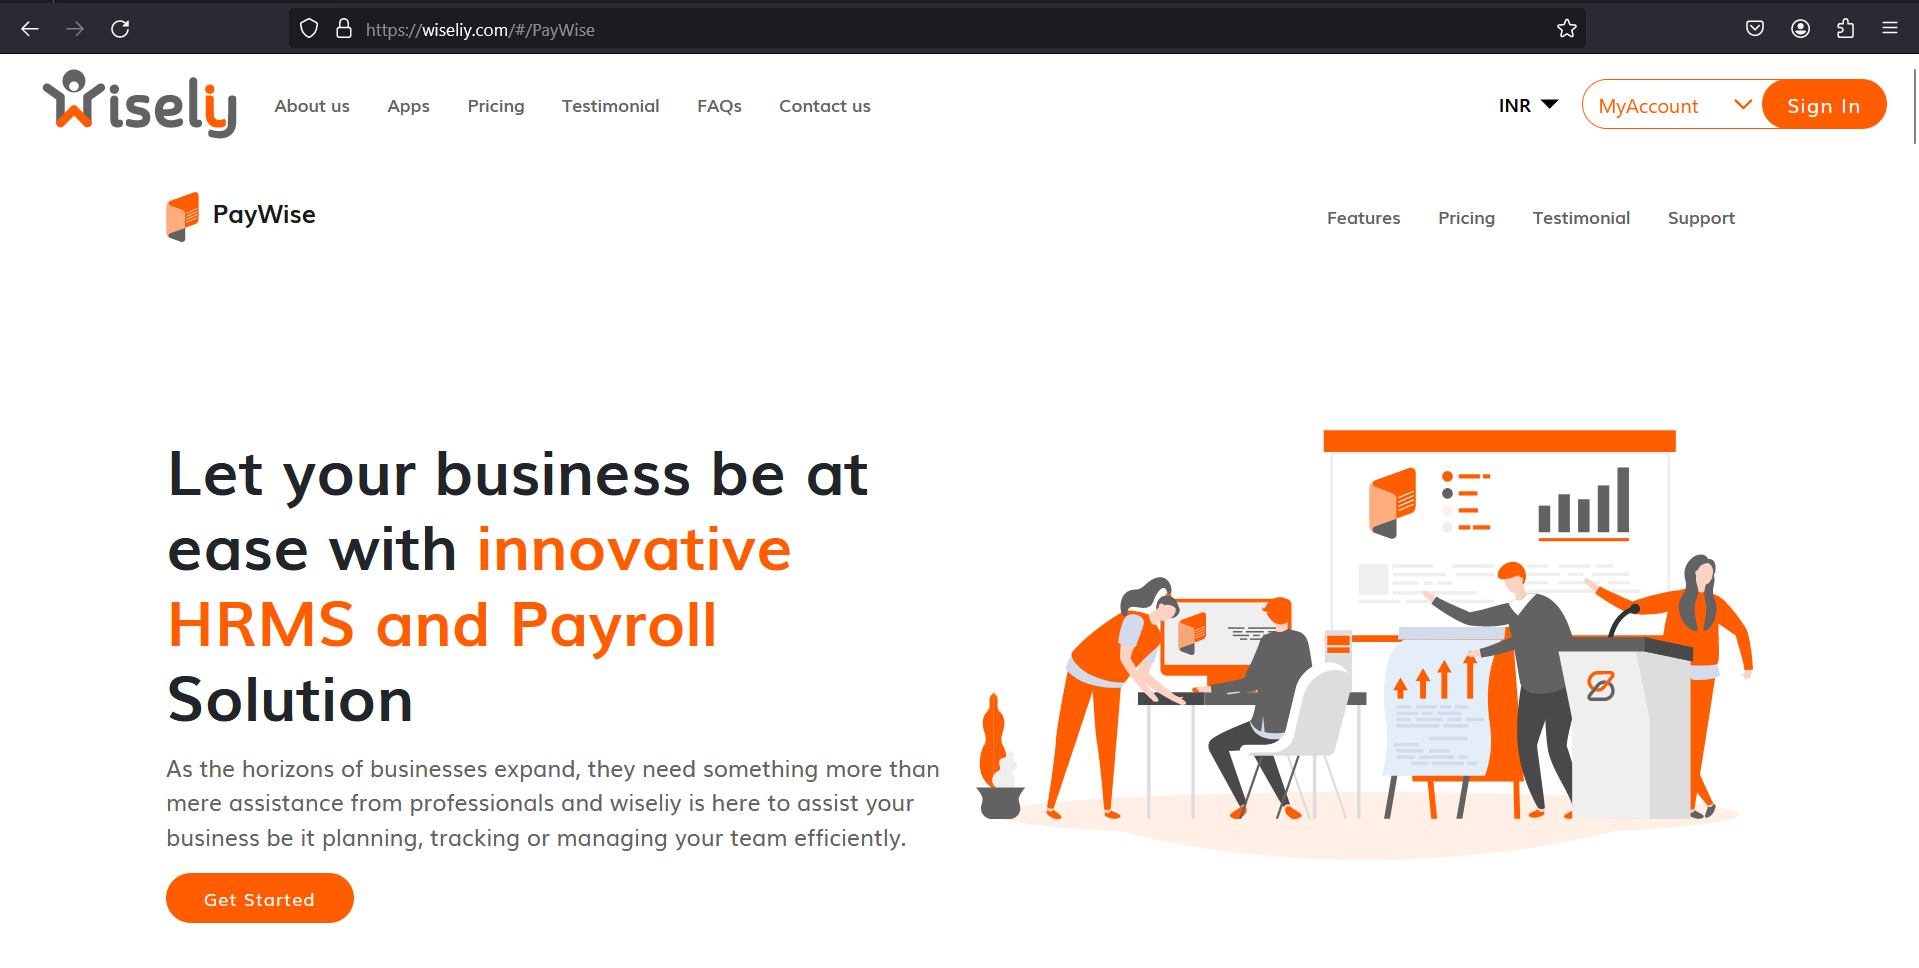 https://wiseliy.com/#/PayWise
Wiseliy
About us Apps Pricing Testimonial FAQs Contact us
INR MyAccount Sign In
PayWise
Features Pricing Testimonial Support
Let your business be at
ease with innovative
HRMS and Payroll
Solution
As the horizons of businesses expand, they need something more than
mere assistance from professionals and wiseliy is here to assist your
business be it planning, tracking or managing your team efficiently.
Get Started